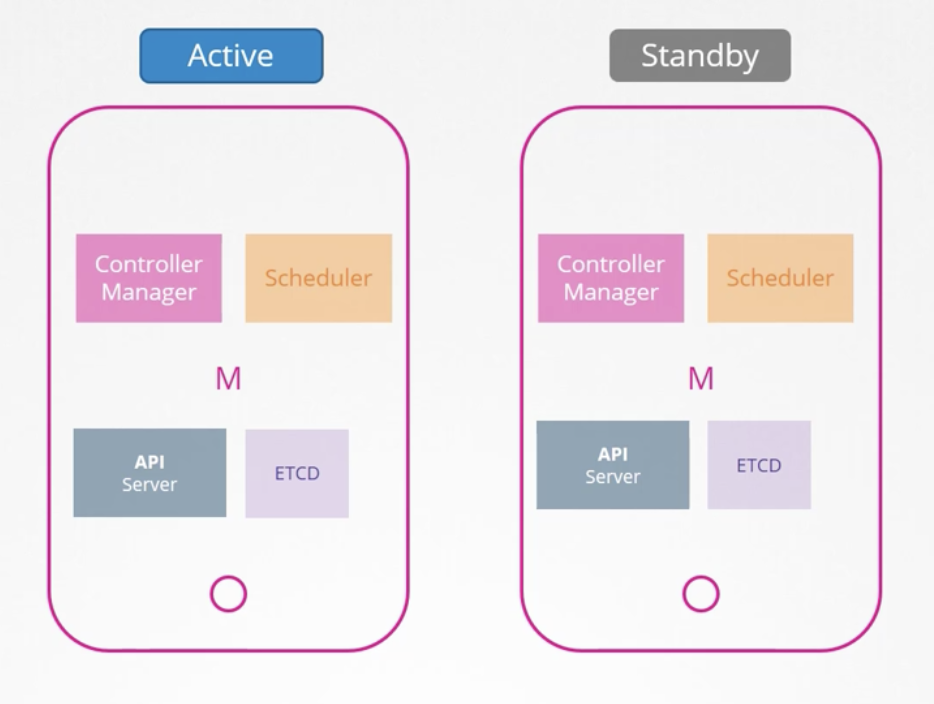 Active
Standby
Controller
Manager
Scheduler
Controller
Manager
Scheduler
M
M
API
Server
ETCD
API
Server
ETCD